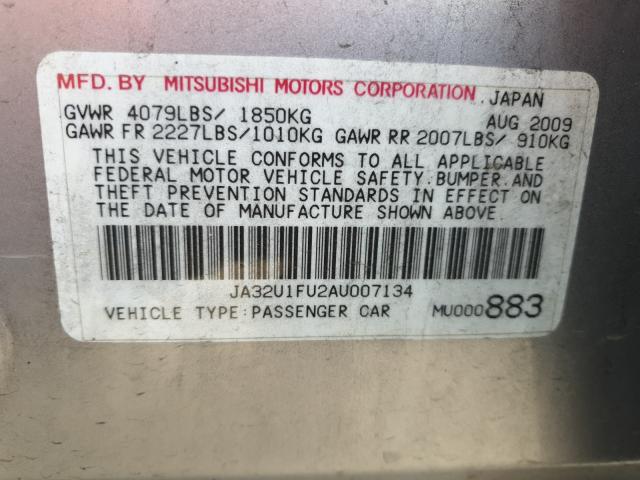 MFD. BY MITSUBISHI MOTORS CORPORATION. JAPAN
GVWR 4079LBS/ 1850KG AUG 2009
GAWR FR 2227LBS/1010KG GAWR RR 2007LBS/ 910KG
THIS VEHICLE CONFORMS TO ALL APPLICABLE
FEDERAL MOTOR VEHICLE SAFETY.BUMPER.AND
THEFT PREVENTION STANDARDS IN EFFECT ON
THE DATE OF MANUFACTURE SHOWN ABOVE.
JA32U1FU2AU007134
VEHICLE TYPE:PASSENGER CAR MU000883